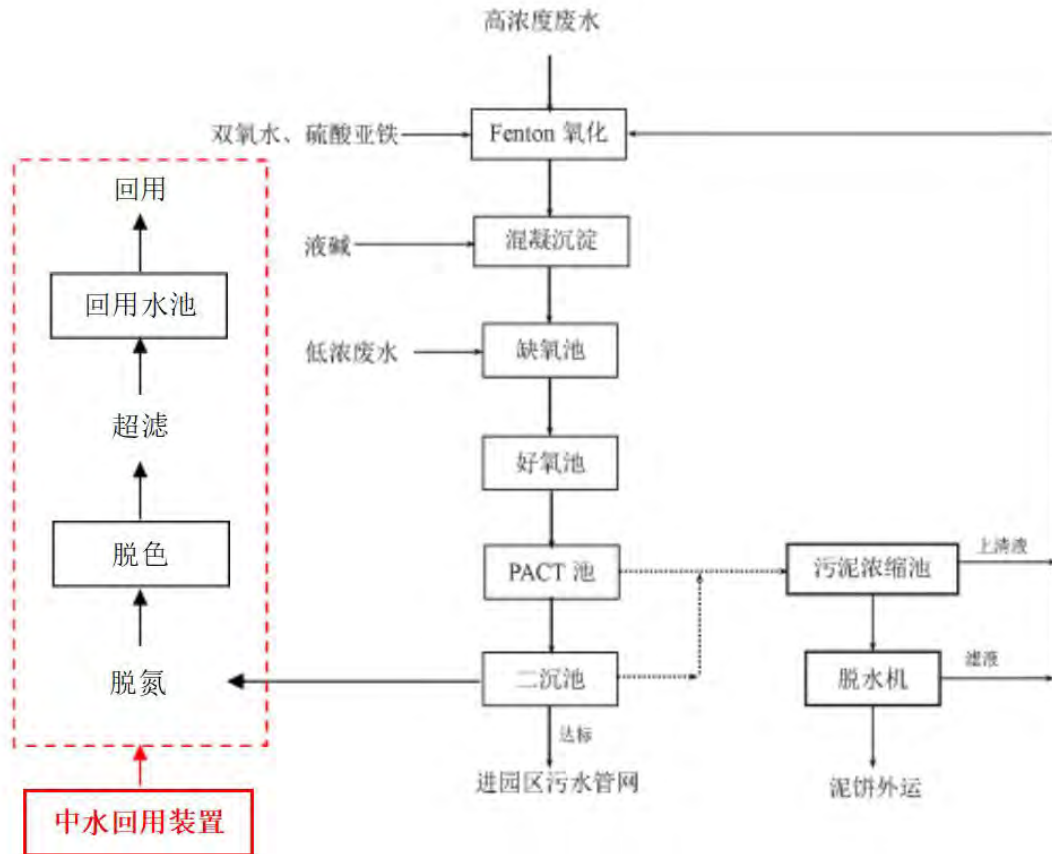 高浓度废水
双氧水、硫酸亚铁
Fenton 氧化
回用
液碱
混凝沉淀
回用水池
低浓废水
缺氧池
超滤
好氧池
脱色
PACT 池
污泥浓缩池
上清液
脱氮
二沉池
脱水机
滤液
达标
进园区污水管网
泥饼外运
中水回用装置